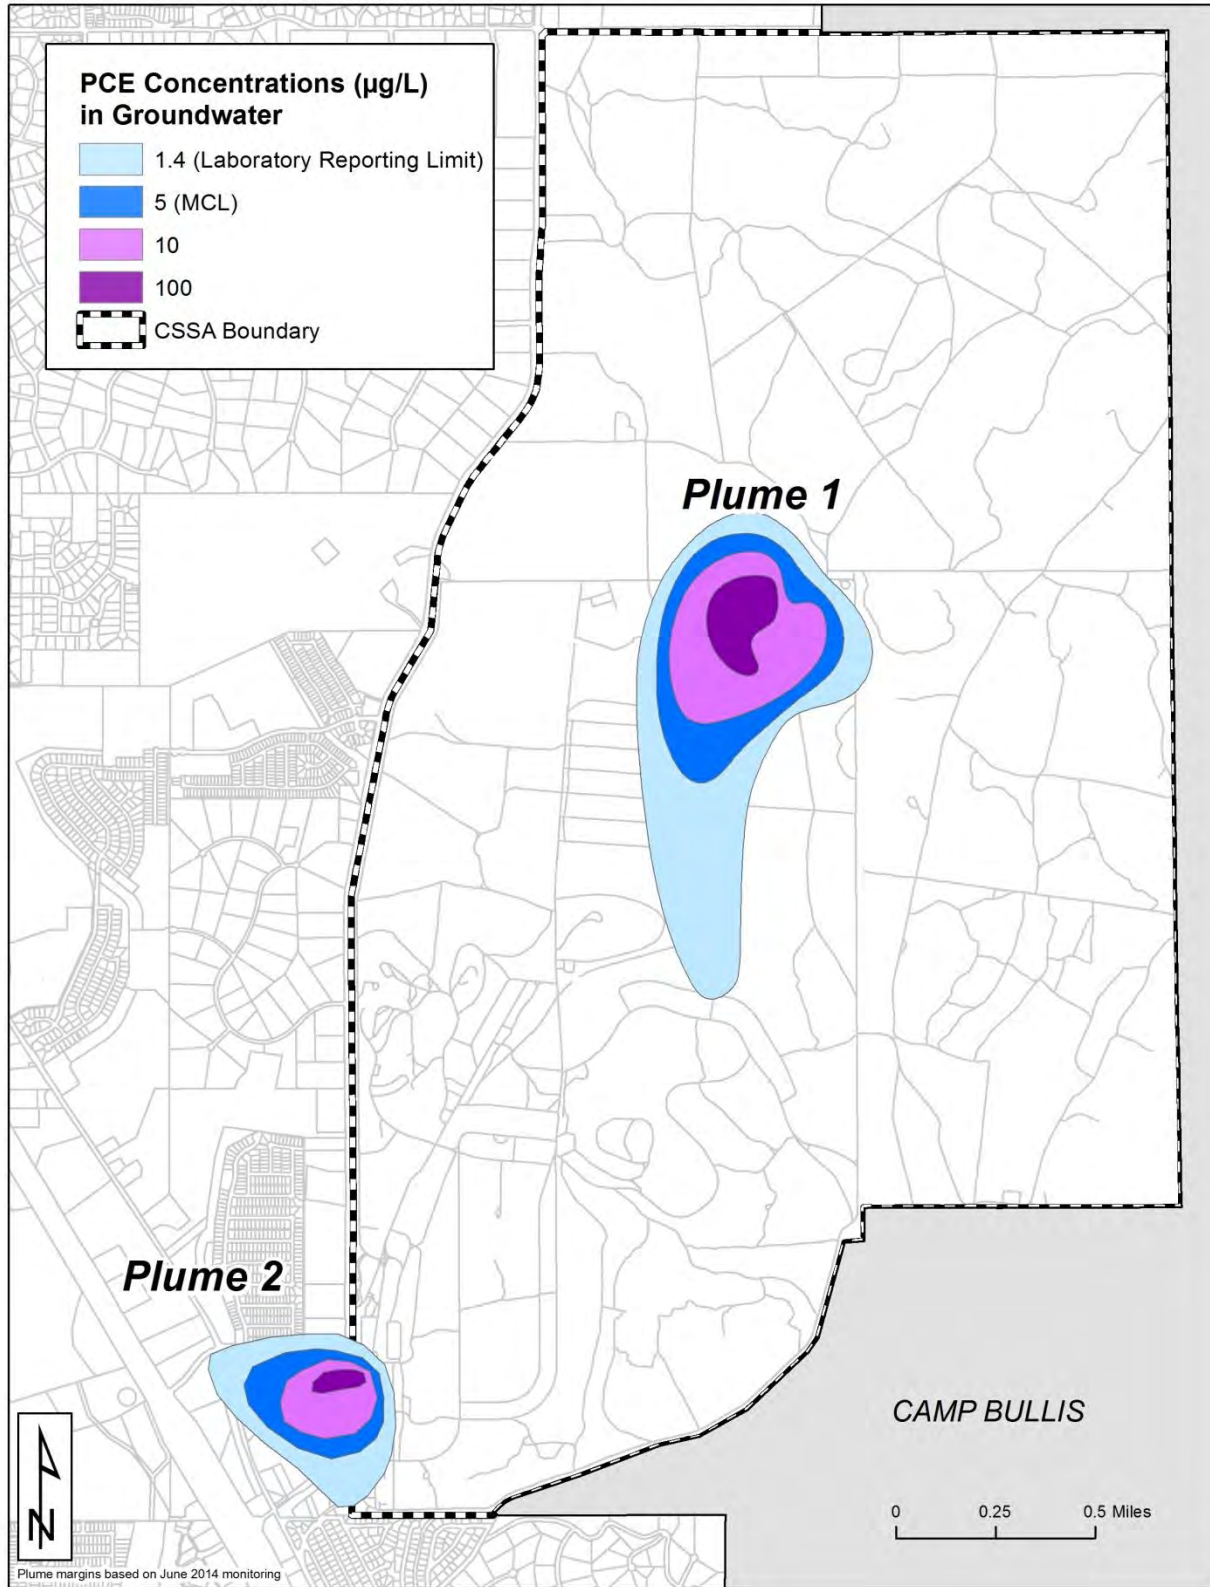 PCE Concentrations (µg/L)
in Groundwater
1.4 (Laboratory Reporting Limit)
5 (MCL)
10
100
CSSA Boundary
Plume 1
Plume 2
CAMP BULLIS
N
0 0.25 0.5 Miles
Plume margins based on June 2014 monitoring